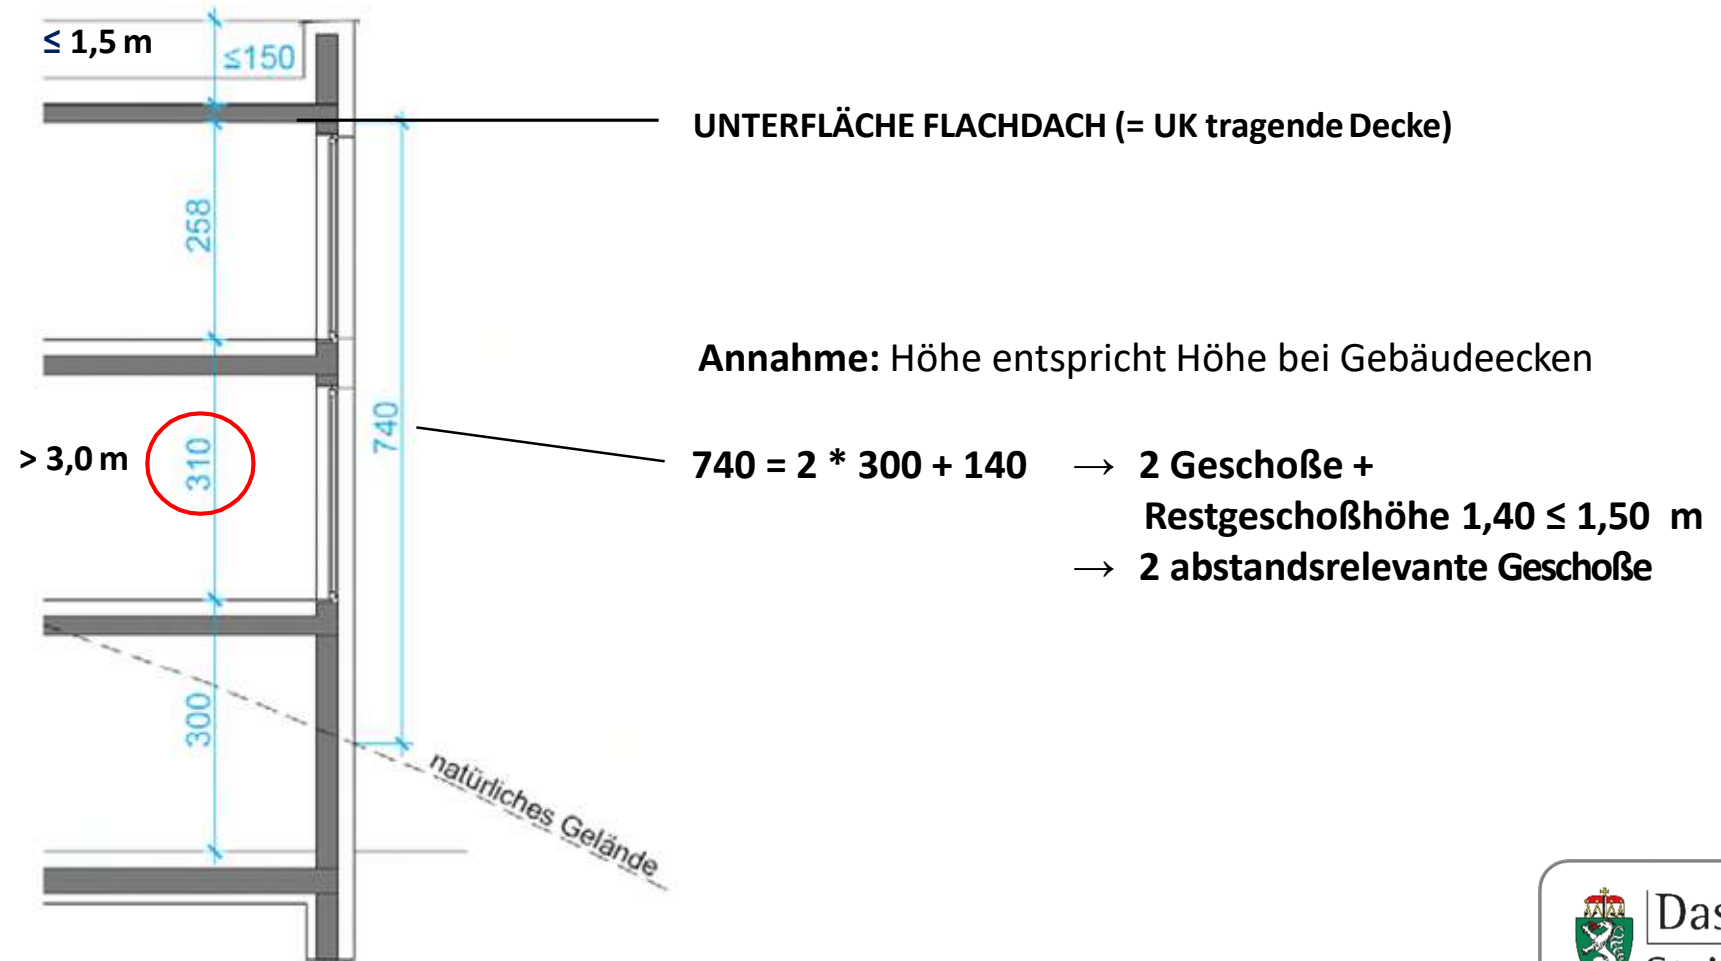 ≤ 1,5 m
≤150
UNTERFLÄCHE FLACHDACH (= UK tragende Decke)
258
Annahme: Höhe entspricht Höhe bei Gebäudeecken
740
> 3,0 m
310
740 = 2 * 300 + 140 → 2 Geschoße +
Restgeschoßhöhe 1,40 ≤ 1,50 m
→ 2 abstandsrelevante Geschoße
300
natürliches Gelände
Das